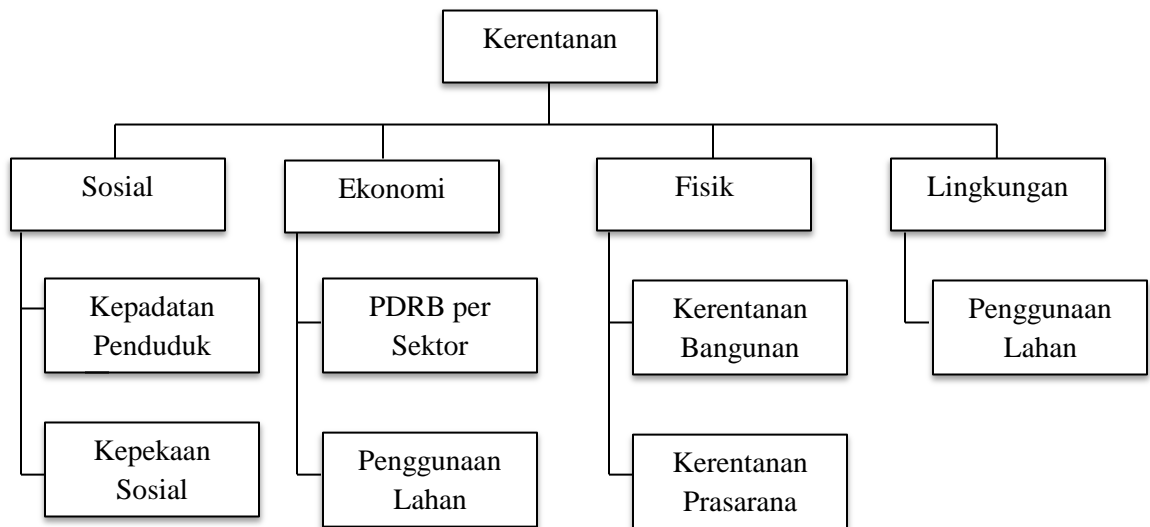 Kerentanan
Sosial
Ekonomi
Fisik
Lingkungan
Kepadatan
Penduduk
PDRB per
Sektor
Kerentanan
Bangunan
Penggunaan
Lahan
Kepekaan
Sosial
Penggunaan
Lahan
Kerentanan
Prasarana